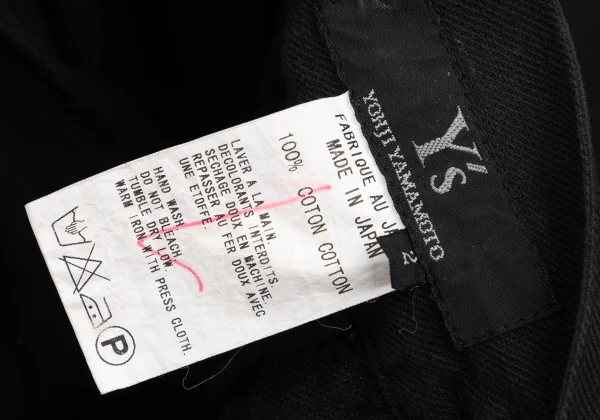 Y's
YOHJI YAMAMOTO
2
FABRIQUE AU JA
MADE IN JAPAN
100% COTON COTTON
LAVER A LA MAIN.
DECOLORANTS INTERDITS.
SECHAGE DOUX EN MACHINE.
REPASSER AU FER DOUX AVEC
UNE ETOFFE.
HAND WASH
DO NOT BLEACH
TUMBLE DRY LOW
WARM IRON WITH PRESS CLOTH.
P